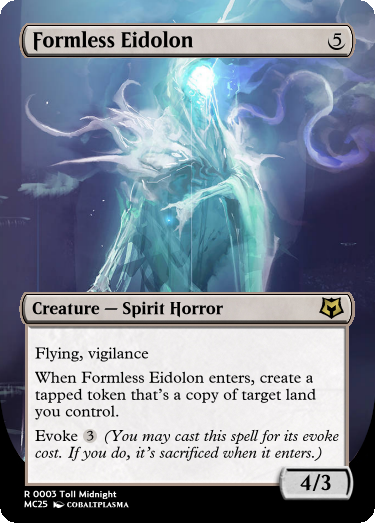 Formless Eidolon 5
Creature — Spirit Horror
Flying, vigilance
When Formless Eidolon enters, create a
tapped token that's a copy of target land
you control.
Evoke 3 (You may cast this spell for its evoke
cost. If you do, it's sacrificed when it enters.)
4/3
R 0003 Toll Midnight
MC25 COBALTPLASMA